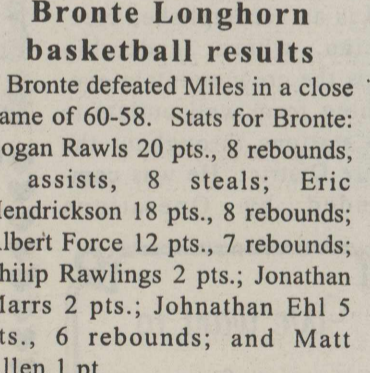 Bronte Longhorn
basketball results
Bronte defeated Miles in a close
ame of 60-58. Stats for Bronte:
ogan Rawls 20 pts., 8 rebounds,
assists, 8 steals; Eric
endrickson 18 pts., 8 rebounds;
lbert Force 12 pts., 7 rebounds;
hilip Rawlings 2 pts.; Jonathan
arrs 2 pts.; Johnathan Ehl 5
ts., 6 rebounds; and Matt
llen 1 pt